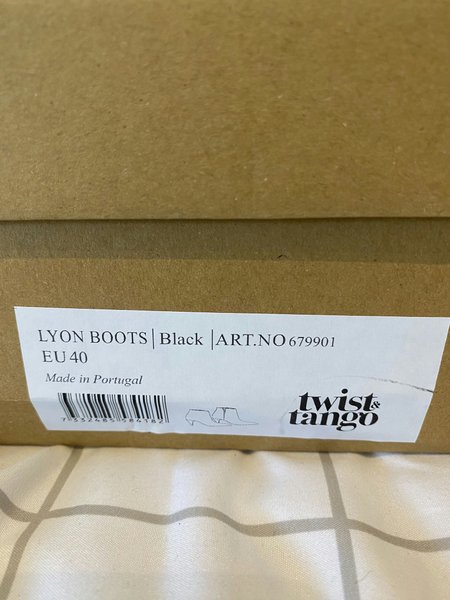 LYON BOOTS | Black | ART.NO 679901
EU 40
Made in Portugal
twist &
tango